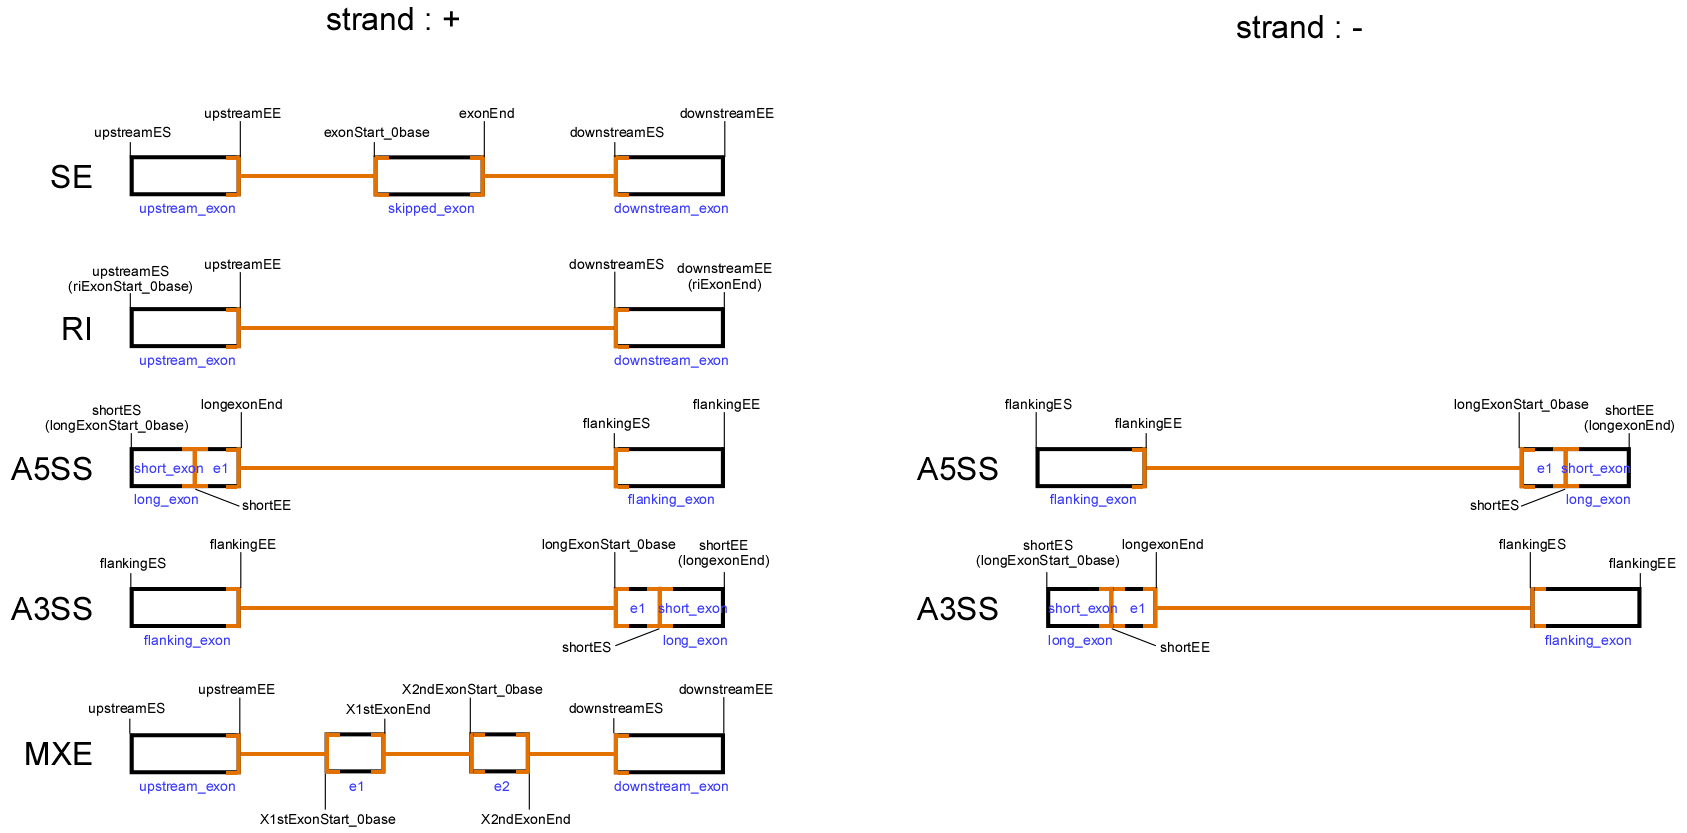 strand : +
strand : -
upstreamEE
exonEnd
downstreamEE
upstreamES
exonStart_0base
downstreamES
SE
upstream_exon
skipped_exon
downstream_exon
upstreamES
(riExonStart_0base)
upstreamEE
downstreamES
downstreamEE
(riExonEnd)
RI
upstream_exon
downstream_exon
shortES
(longExonStart_0base)
longexonEnd
flankingES
flankingEE
A5SS
short_exon
e1
long_exon
shortEE
flanking_exon
flankingES
flankingEE
longExonStart_0base
shortEE
(longexonEnd)
A5SS
e1
short_exon
flanking_exon
shortES
long_exon
flankingES
flankingEE
longExonStart_0base
shortEE
(longexonEnd)
A3SS
e1
short_exon
flanking_exon
shortES
long_exon
shortES
(longExonStart_0base)
longexonEnd
flankingES
flankingEE
A3SS
short_exon
e1
long_exon
shortEE
flanking_exon
upstreamES
upstreamEE
X1stExonEnd
X2ndExonStart_0base
downstreamES
downstreamEE
MXE
upstream_exon
e1
e2
downstream_exon
X1stExonStart_0base
X2ndExonEnd